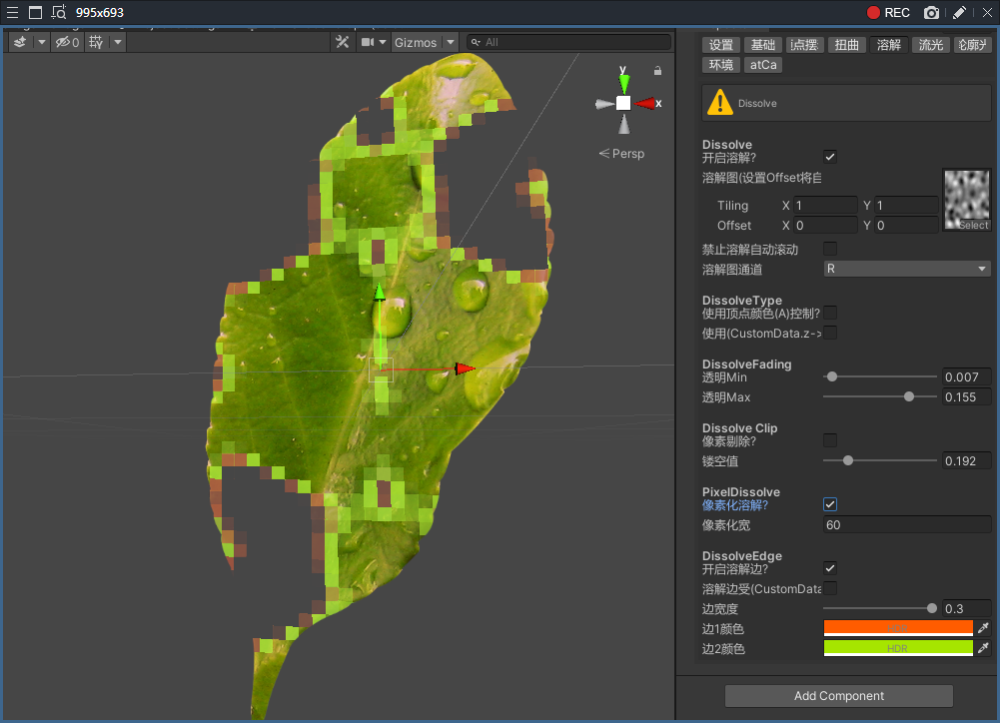 995x693
REC
0
Gizmos
All
y
x
Persp
设置 基础 扭曲 溶解 流光
环境 atCa
Dissolve
Dissolve
开启溶解?
溶解图(设置Offset将自
Tiling X 1 Y 1
Offset X 0 Y 0
Select
禁止溶解自动滚动
溶解图通道 R
DissolveType
使用顶点颜色(A)控制?
使用(CustomData.z->
DissolveFading
透明Min 0.007
透明Max 0.155
Dissolve Clip
像素剔除?
镂空值 0.192
PixelDissolve
像素化溶解?
像素化宽 60
DissolveEdge
开启溶解边?
溶解边受(CustomData
边宽度 0.3
边1颜色
边2颜色 HDR
Add Component